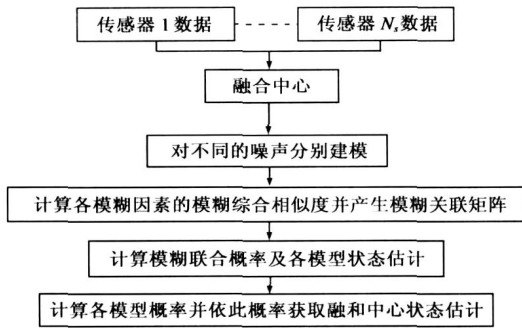 传感器1数据
传感器Ns数据
融合中心
对不同的噪声分别建模
计算各模糊因素的模糊综合相似度并产生模糊关联矩阵
计算模糊联合概率及各模型状态估计
计算各模型概率并依此概率获取融和中心状态估计